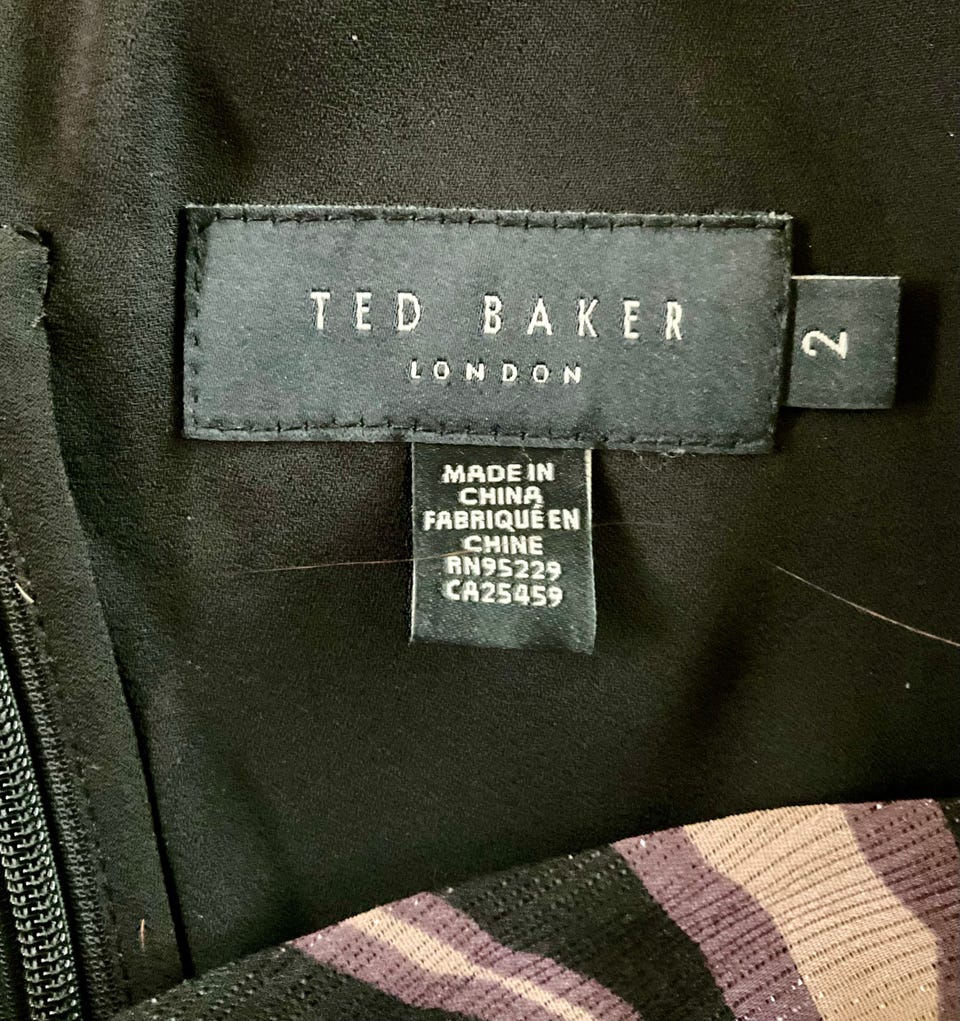 TED BAKER
LONDON
2
MADE IN
CHINA
FABRIQUÉ EN
CHINE
RN95229
CA25459